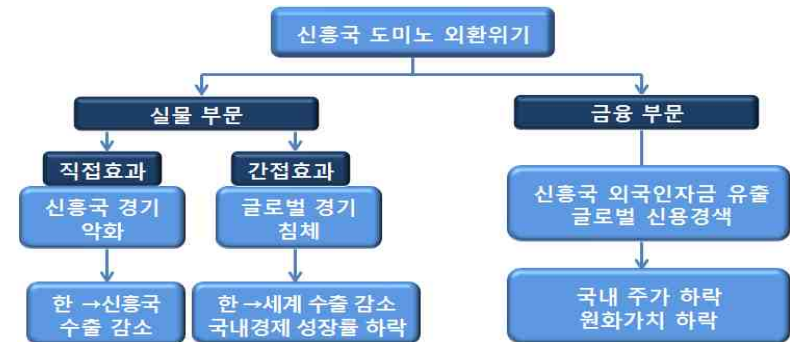 신흥국 도미노 외환위기
실물 부문
금융 부문
직접효과
간접효과
신흥국 경기
악화
글로벌 경기
침체
신흥국 외국인자금 유출
글로벌 신용경색
한 →신흥국
수출 감소
한 →세계 수출 감소
국내경제 성장률 하락
국내 주가 하락
원화가치 하락